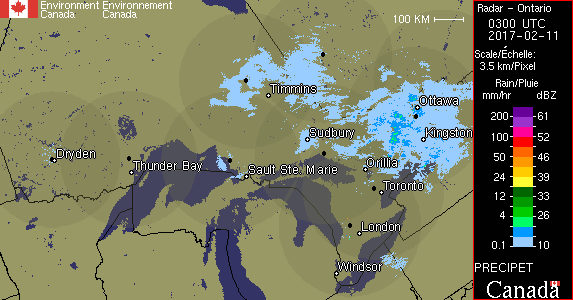 Environment Environnement
Canada Canada
100 KM
Timmins
Ottawa
Sudbury
Kingston
Dryden
Thunder Bay
Sault Ste. Marie
Orillia
Toronto
London
Windsor
Radar - Ontario
0300 UTC
2017-02-11
Scale/Échelle:
3.5 km/Pixel
Rain/Pluie
mm/hr dBZ
200 61
100 52
50 46
24 39
12 33
4 26
1 20
0.1 10
PRECIPET
Canada